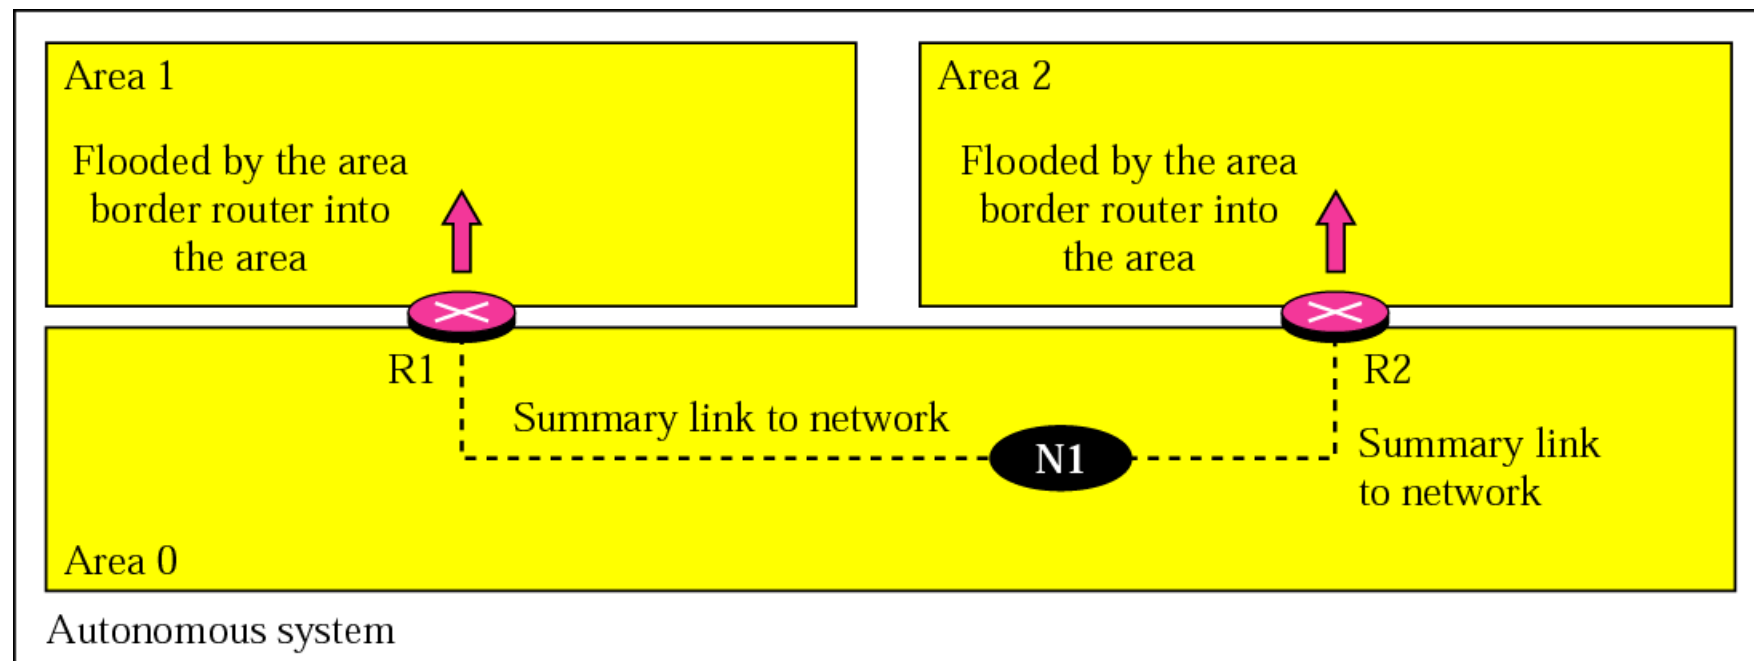 Area 1
Flooded by the area
border router into
the area
Area 2
Flooded by the area
border router into
the area
R1
R2
Summary link to network
N1
Summary link
to network
Area 0
Autonomous system